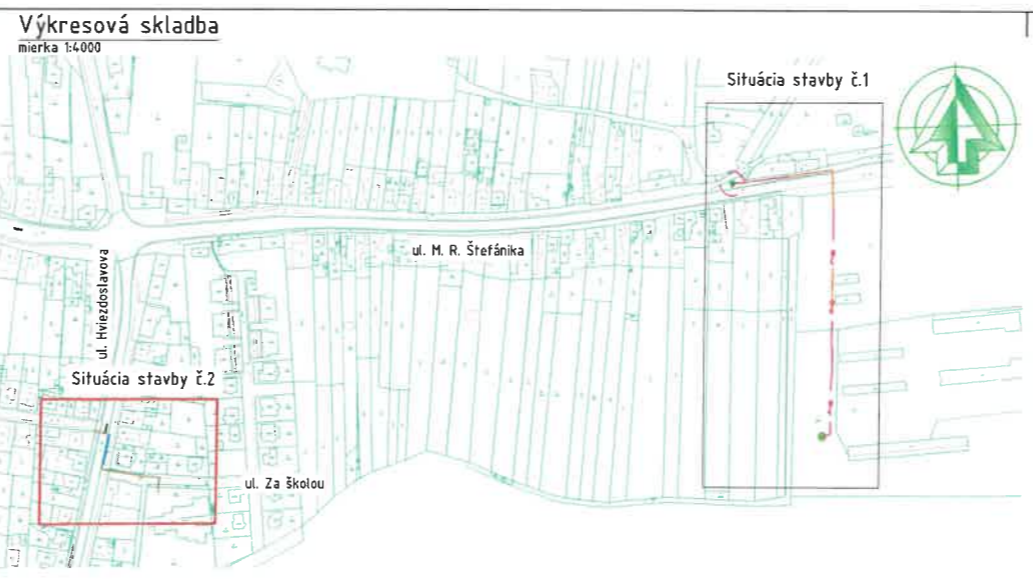 Výkresová skladba
mierka 1:4000
Situácia stavby č.1
ul. M. R. Štefánika
ul. Hviezdoslavova
Situácia stavby č.2
ul. Za školou